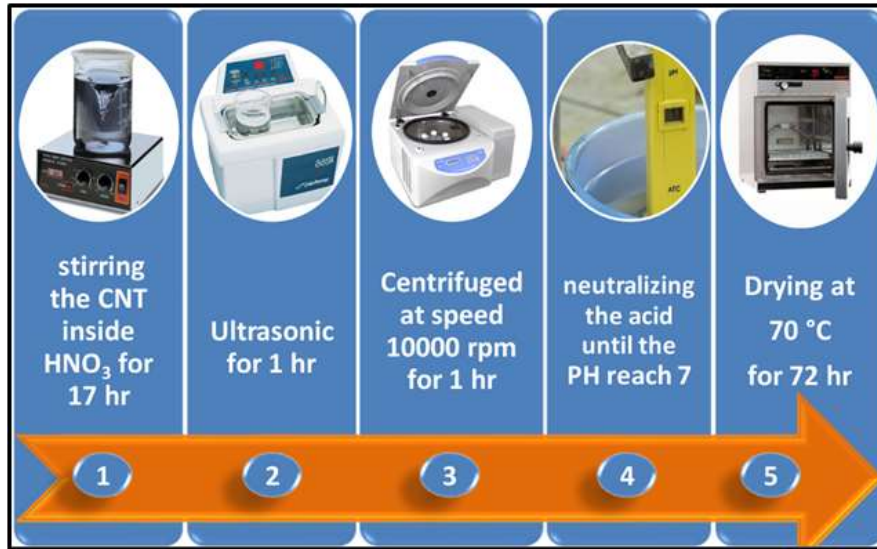 stirring
the CNT
inside
HNO₃ for
17 hr
Ultrasonic
for 1 hr
Centrifuged
at speed
10000 rpm
for 1 hr
neutralizing
the acid
until the
PH reach 7
Drying at
70 °C
for 72 hr
ATC
1
2
3
4
5